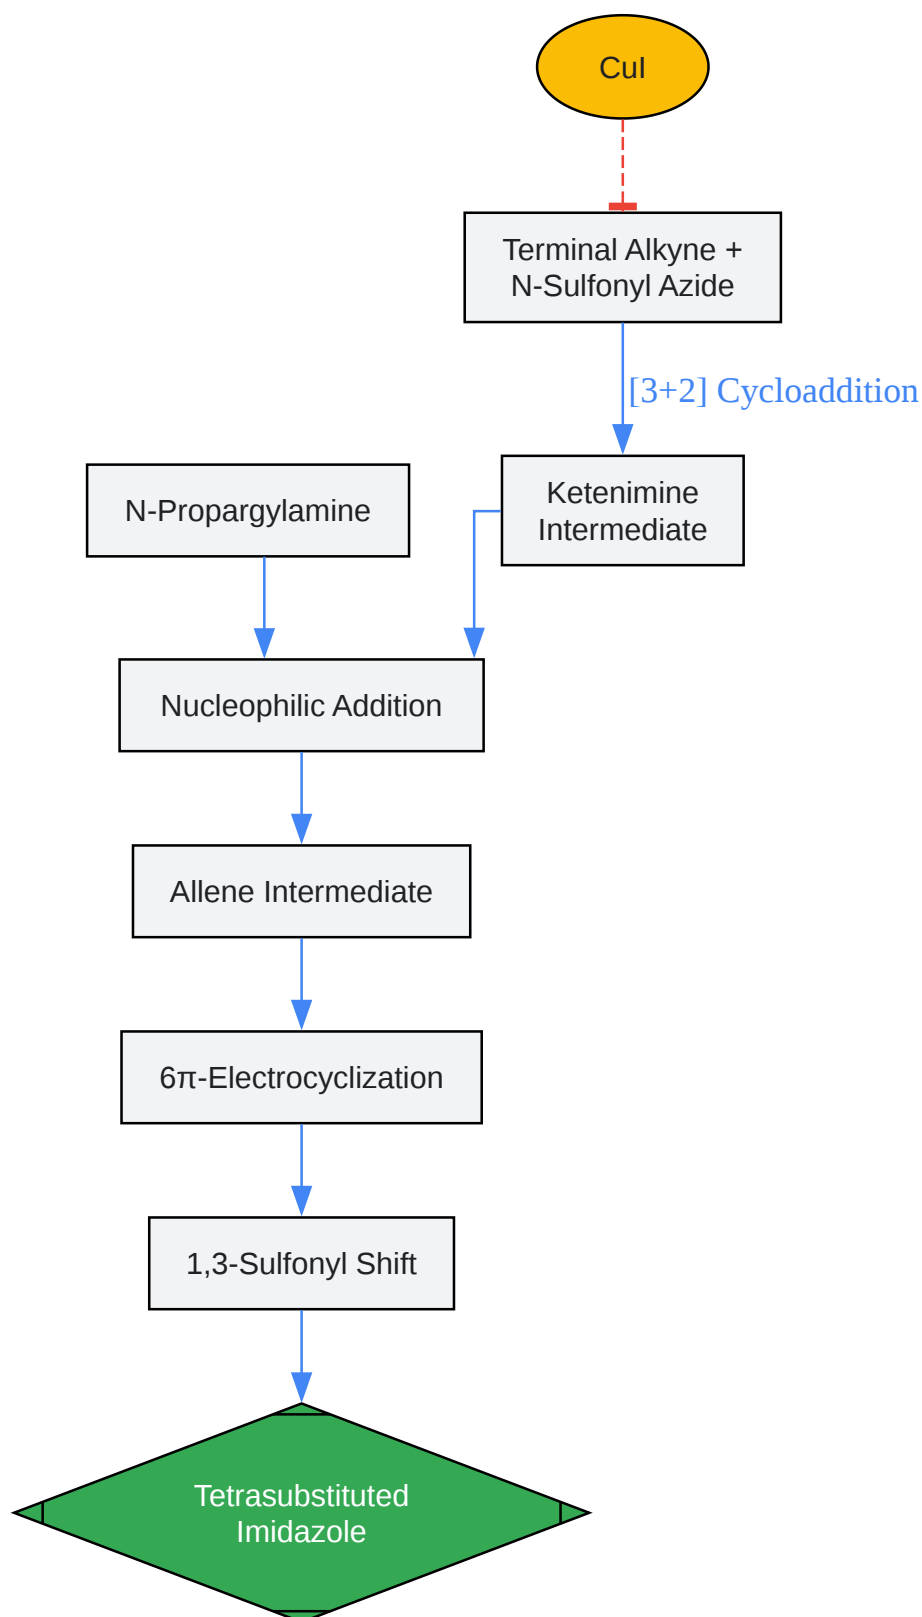 CuI
Terminal Alkyne +
N-Sulfonyl Azide
[3+2] Cycloaddition
Ketenimine
Intermediate
N-Propargylamine
Nucleophilic Addition
Allene Intermediate
6π-Electrocyclization
1,3-Sulfonyl Shift
Tetrasubstituted
Imidazole